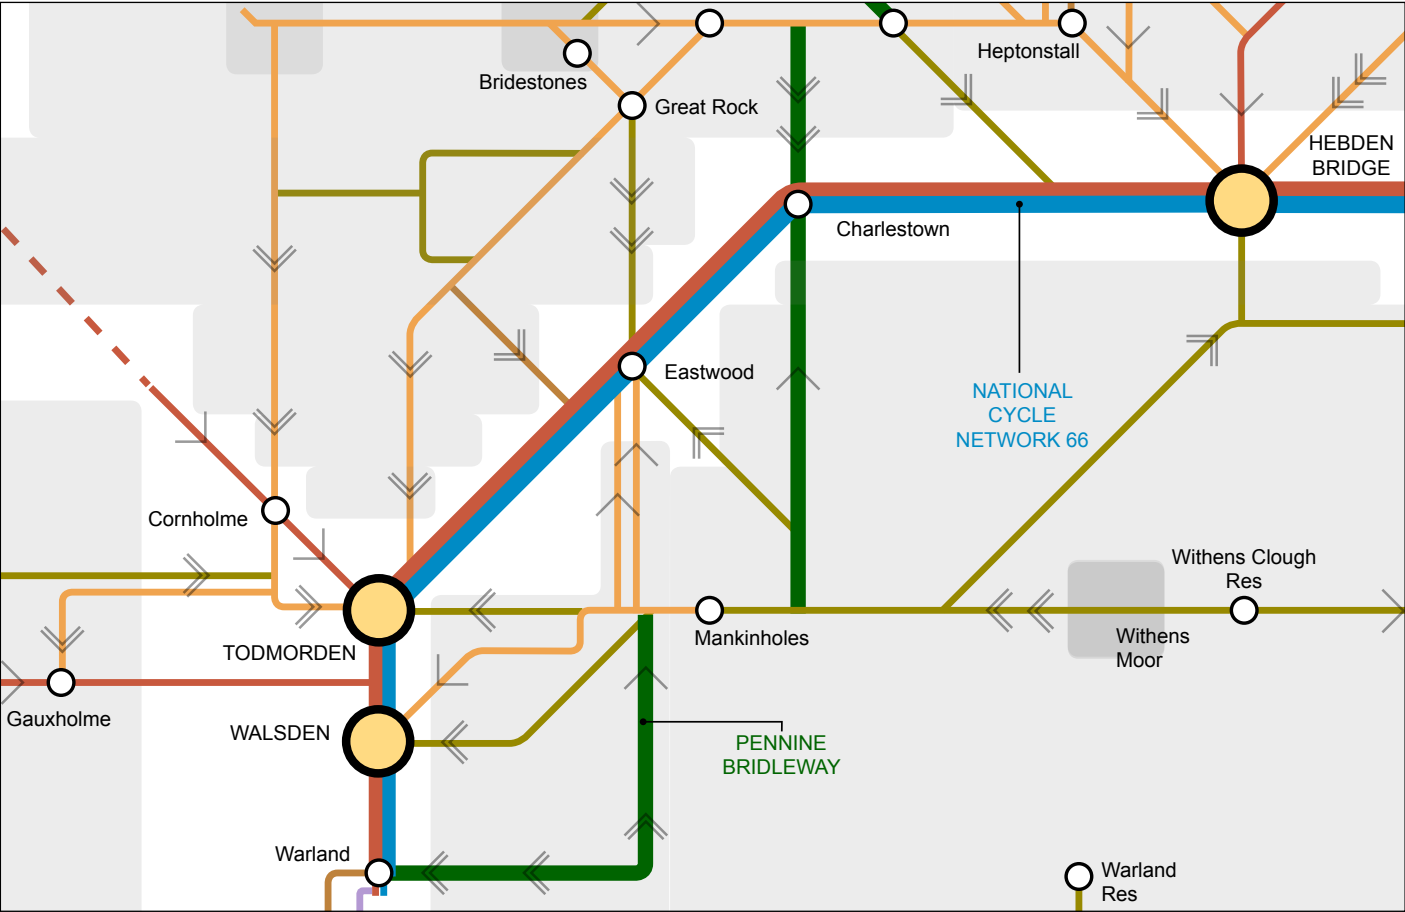 Heptonstall
Bridestones
Great Rock
HEBDEN
BRIDGE
Charlestown
Eastwood
NATIONAL
CYCLE
NETWORK 66
Cornholme
Withens Clough
Res
Mankinholes
Withens
Moor
TODMORDEN
Gauxholme
WALSDEN
PENNINE
BRIDLEWAY
Warland
Warland
Res